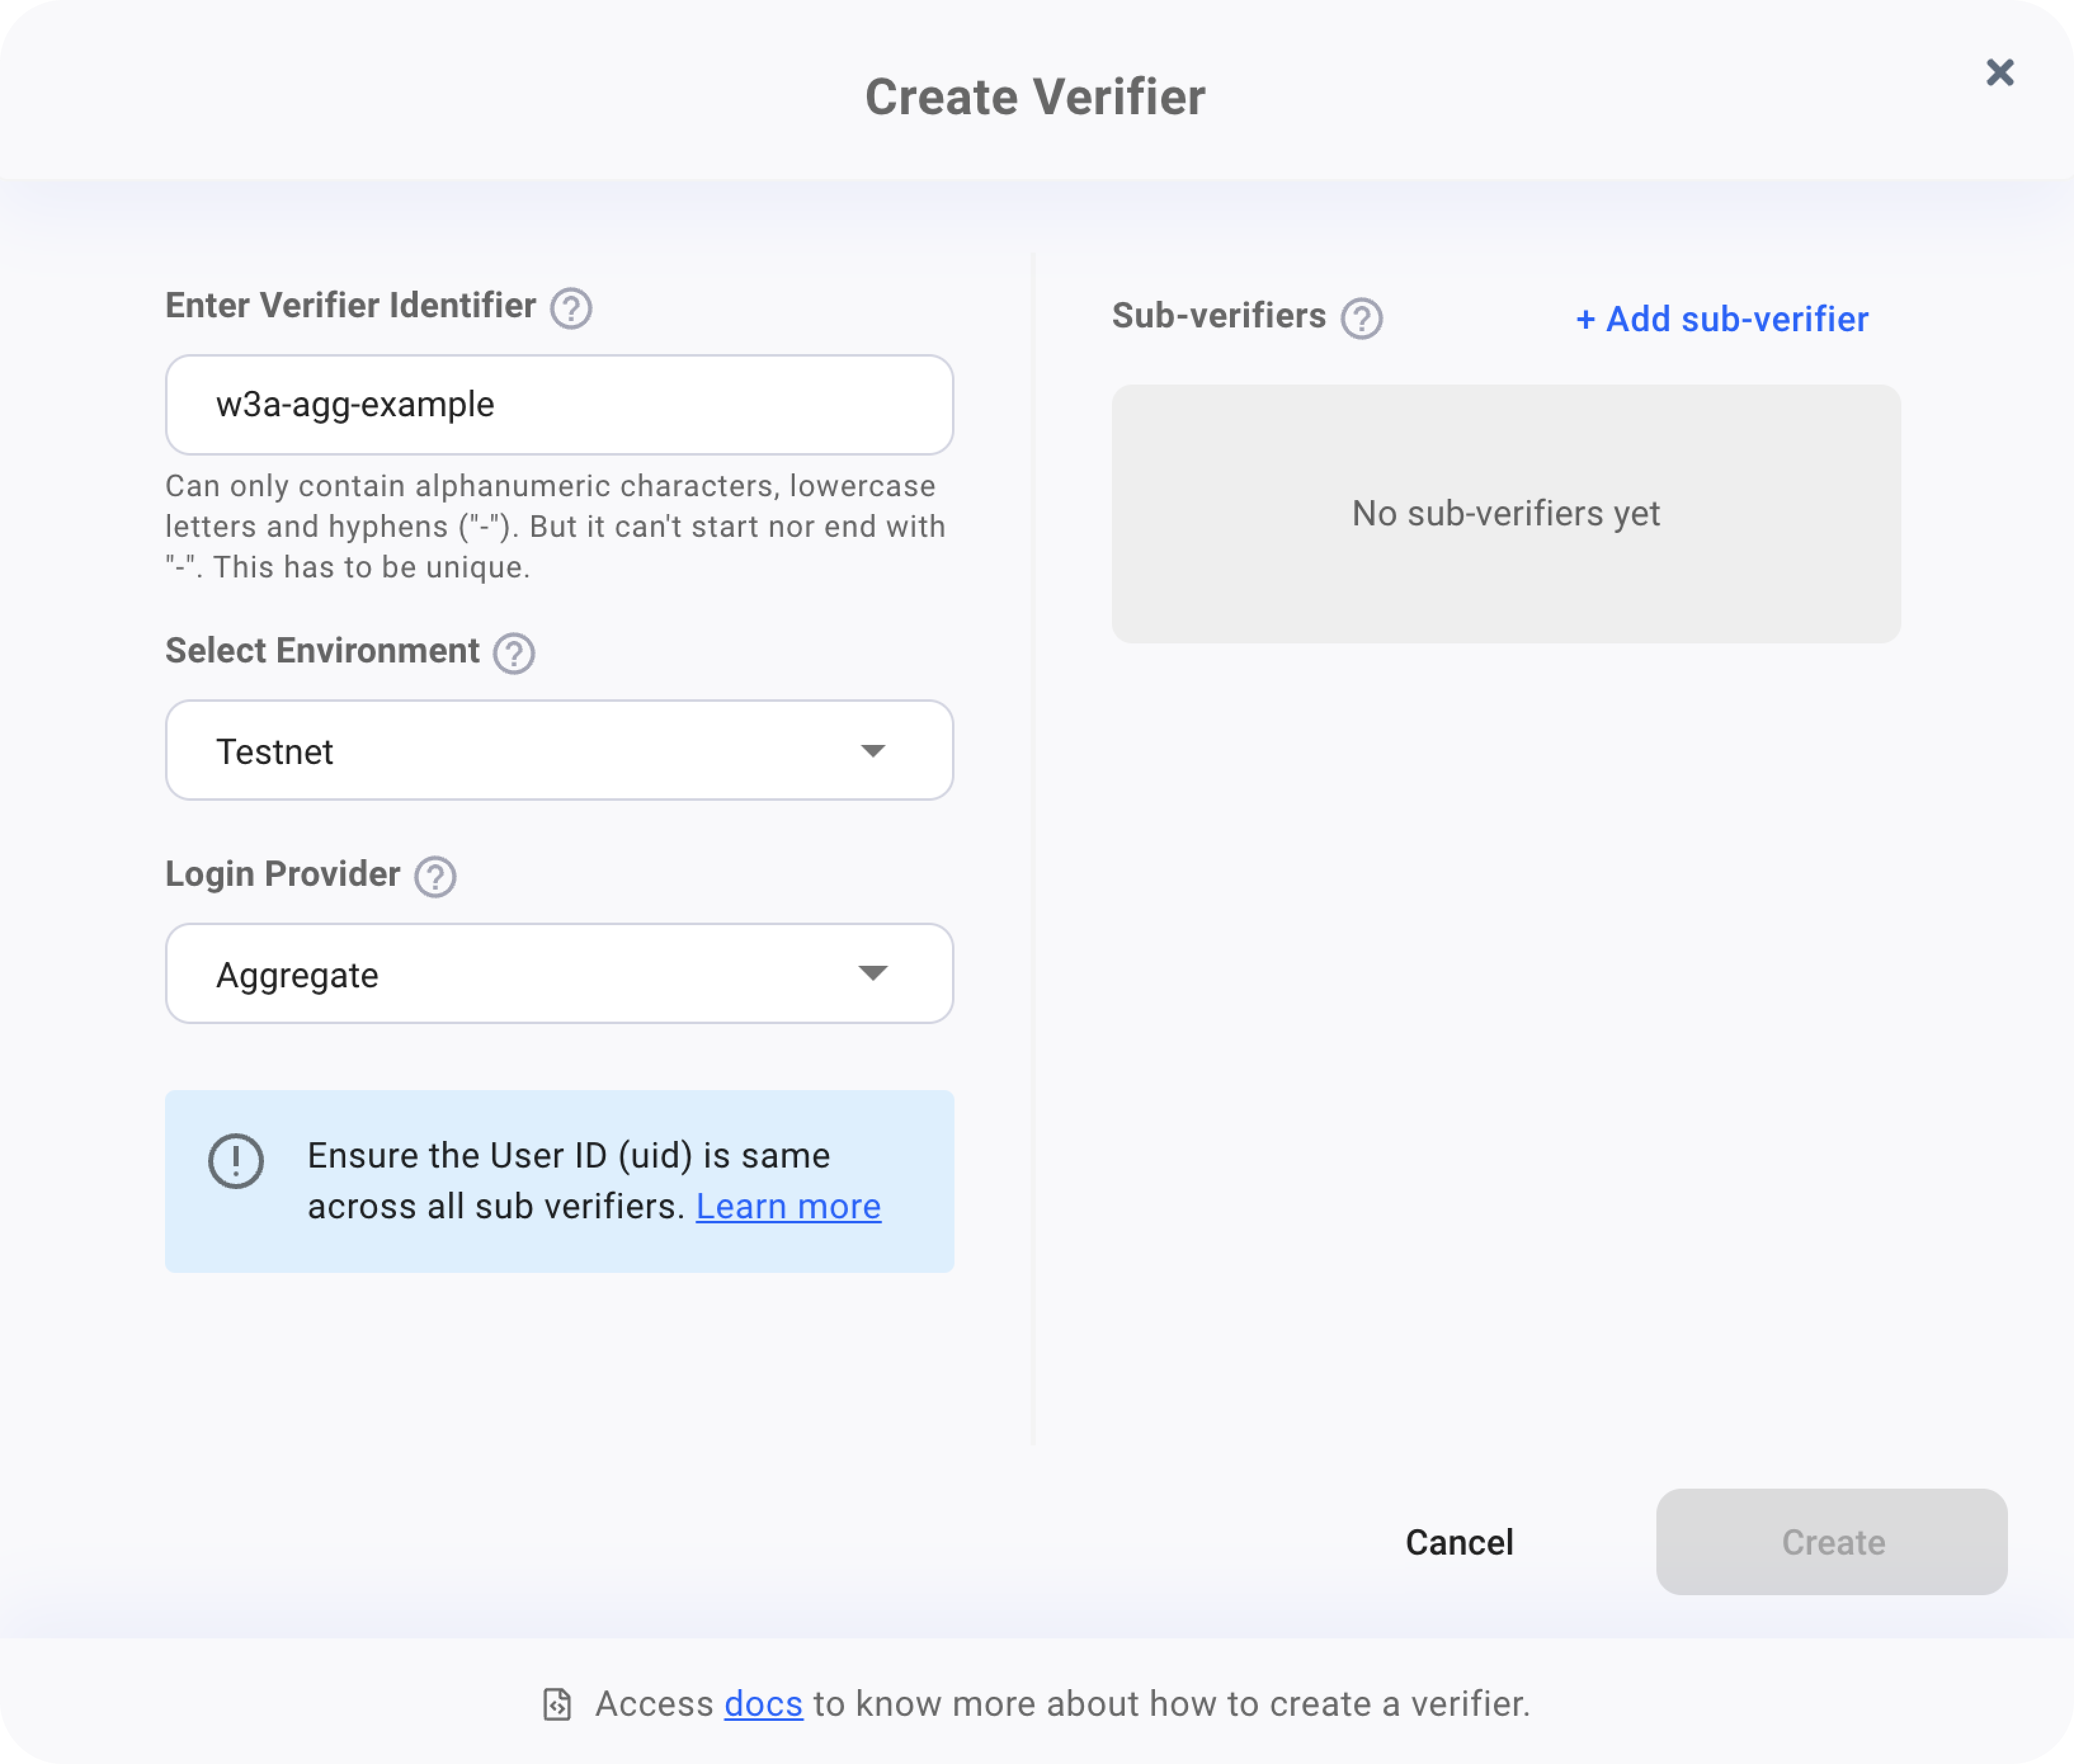 Create Verifier
Enter Verifier Identifier
w3a-agg-example
Can only contain alphanumeric characters, lowercase
letters and hyphens ("-"). But it can't start nor end with
"-". This has to be unique.
Select Environment
Testnet
Login Provider
Aggregate
Ensure the User ID (uid) is same
across all sub verifiers. Learn more
Sub-verifiers
+ Add sub-verifier
No sub-verifiers yet
Cancel
Create
Access docs to know more about how to create a verifier.